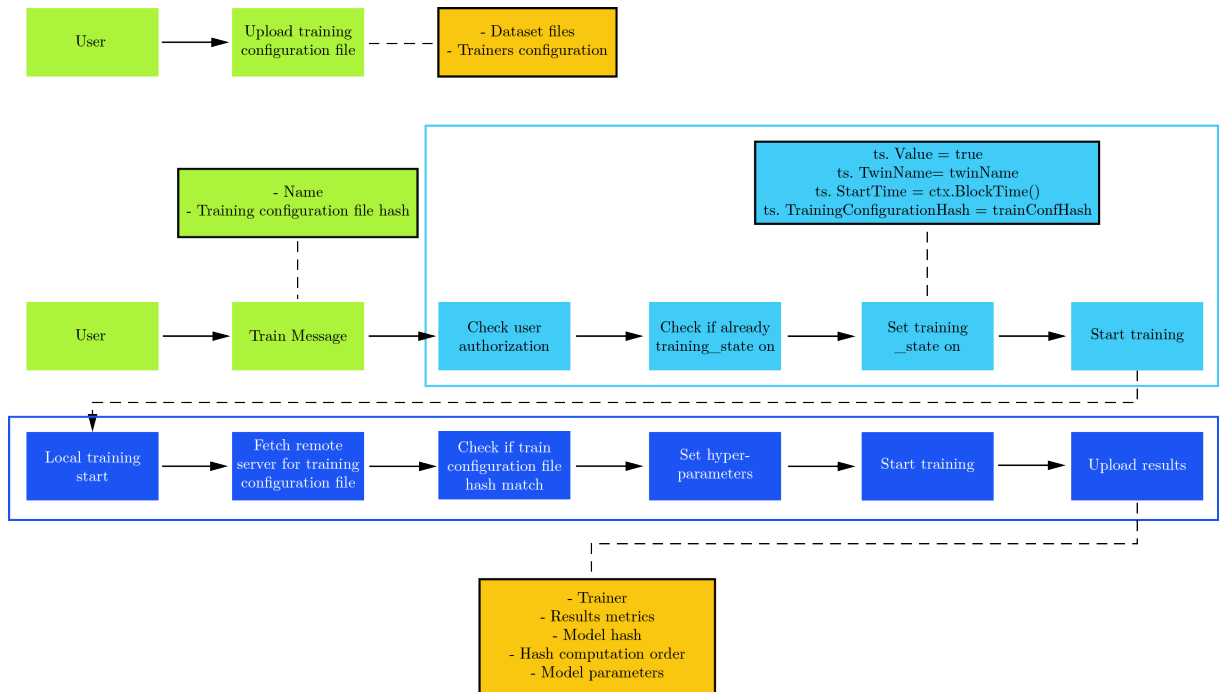 User
Upload training
configuration file
- Dataset files
- Trainers configuration
- Name
- Training configuration file hash
ts. Value = true
ts. TwinName= twinName
ts. StartTime = ctx.BlockTime()
ts. TrainingConfigurationHash = trainConfHash
User
Train Message
Check user
authorization
Check if already
training_state on
Set training
_state on
Start training
Local training
start
Fetch remote
server for training
configuration file
Check if train
configuration file
hash match
Set hyper-
parameters
Start training
Upload results
- Trainer
- Results metrics
- Model hash
- Hash computation order
- Model parameters